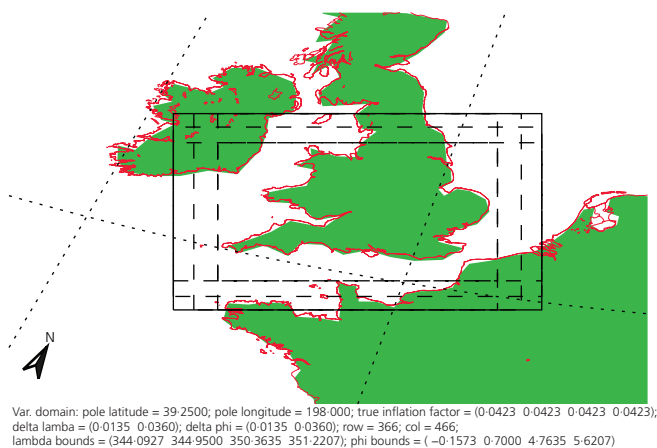 N
Var. domain: pole latitude = 39·2500; pole longitude = 198·000; true inflation factor = (0·0423 0·0423 0·0423 0·0423);
delta lamba = (0·0135 0·0360); delta phi = (0·0135 0·0360); row = 366; col = 466;
lambda bounds = (344·0927 344·9500 350·3635 351·2207); phi bounds = ( −0·1573 0·7000 4·7635 5·6207)